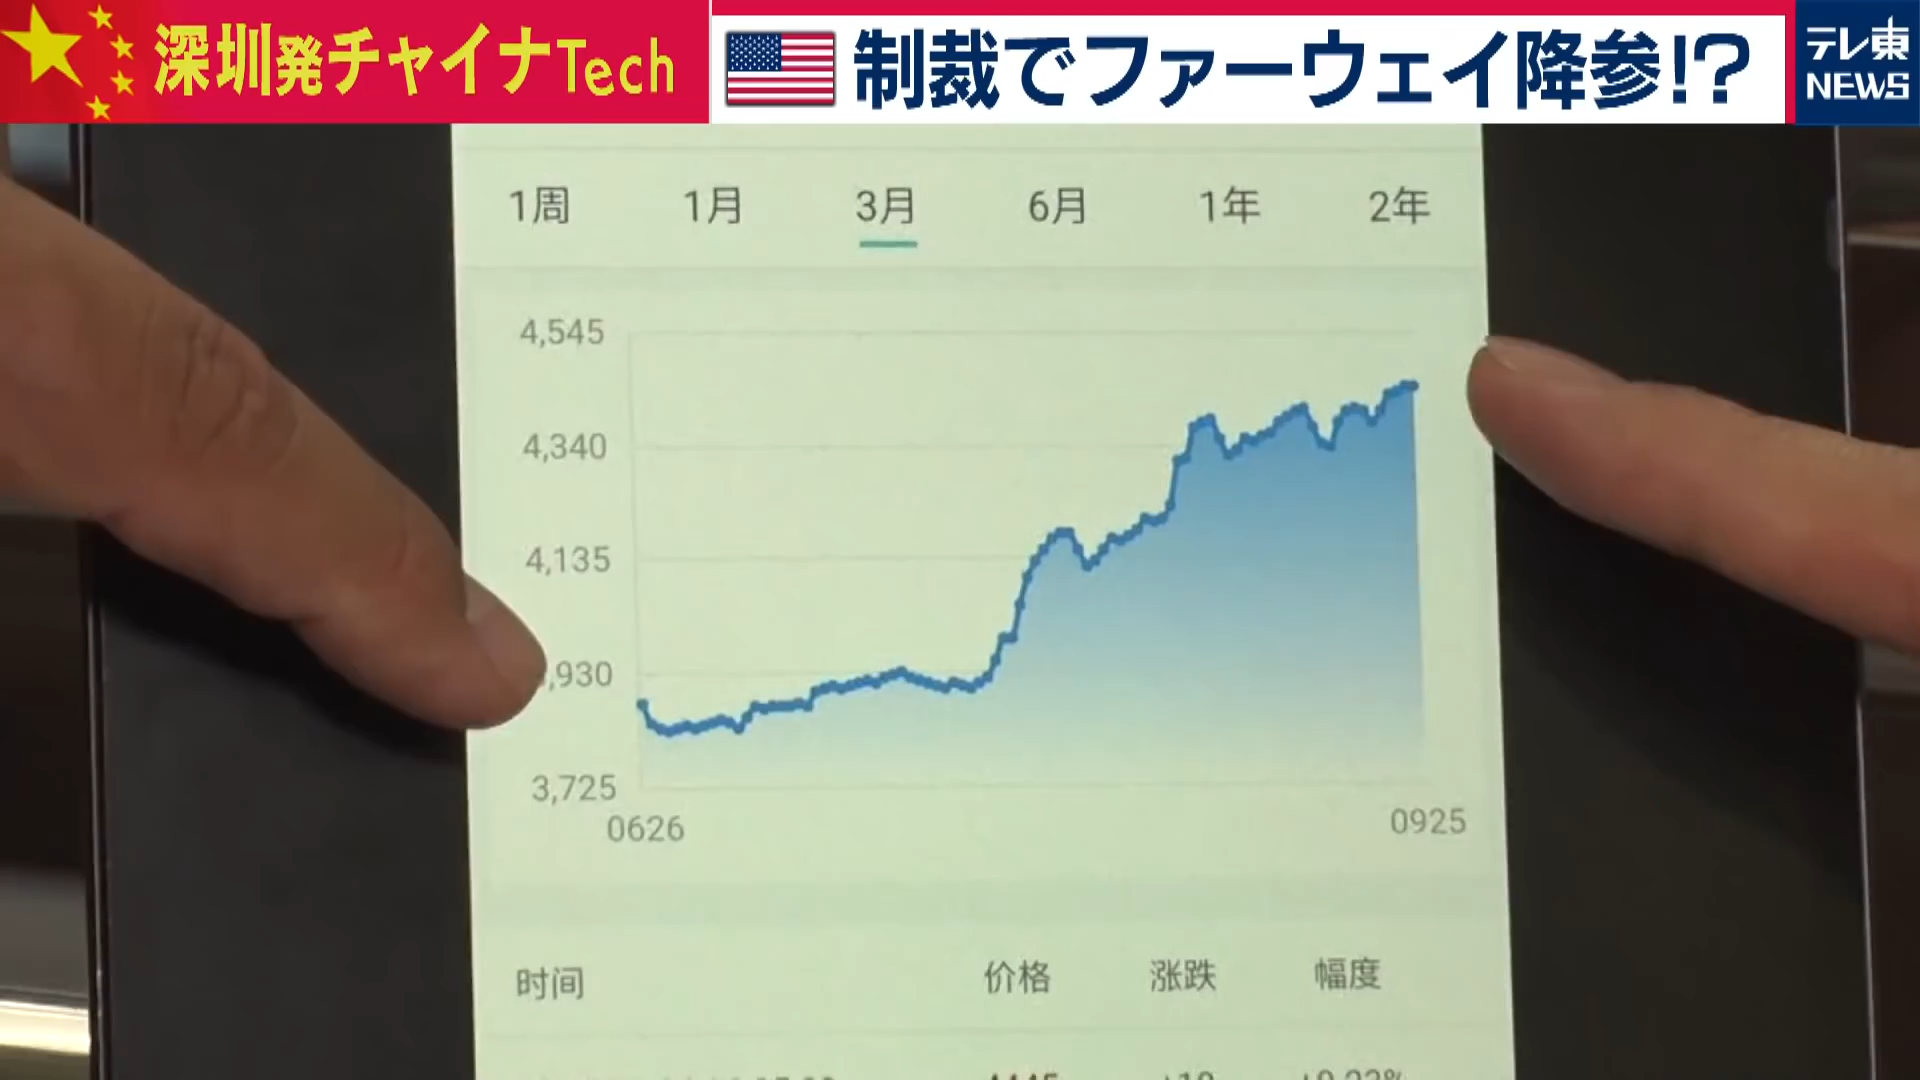 深圳発チャイナTech
制裁でファーウェイ降参!?
テレ東
NEWS
1周 1月 3月 6月 1年 2年
4,545
4,340
4,135
,930
3,725
0626 0925
时间 价格 涨跌 幅度